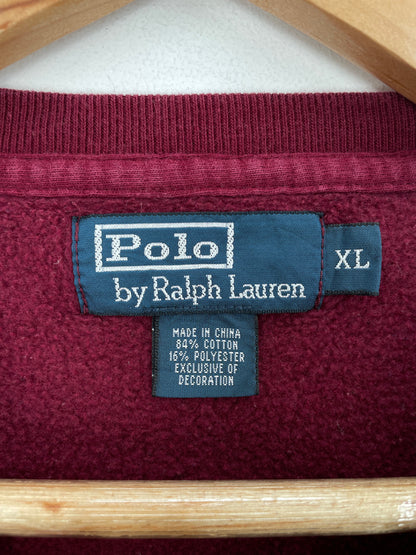 Polo
by Ralph Lauren
XL
MADE IN CHINA
84% COTTON
16% POLYESTER
EXCLUSIVE OF
DECORATION